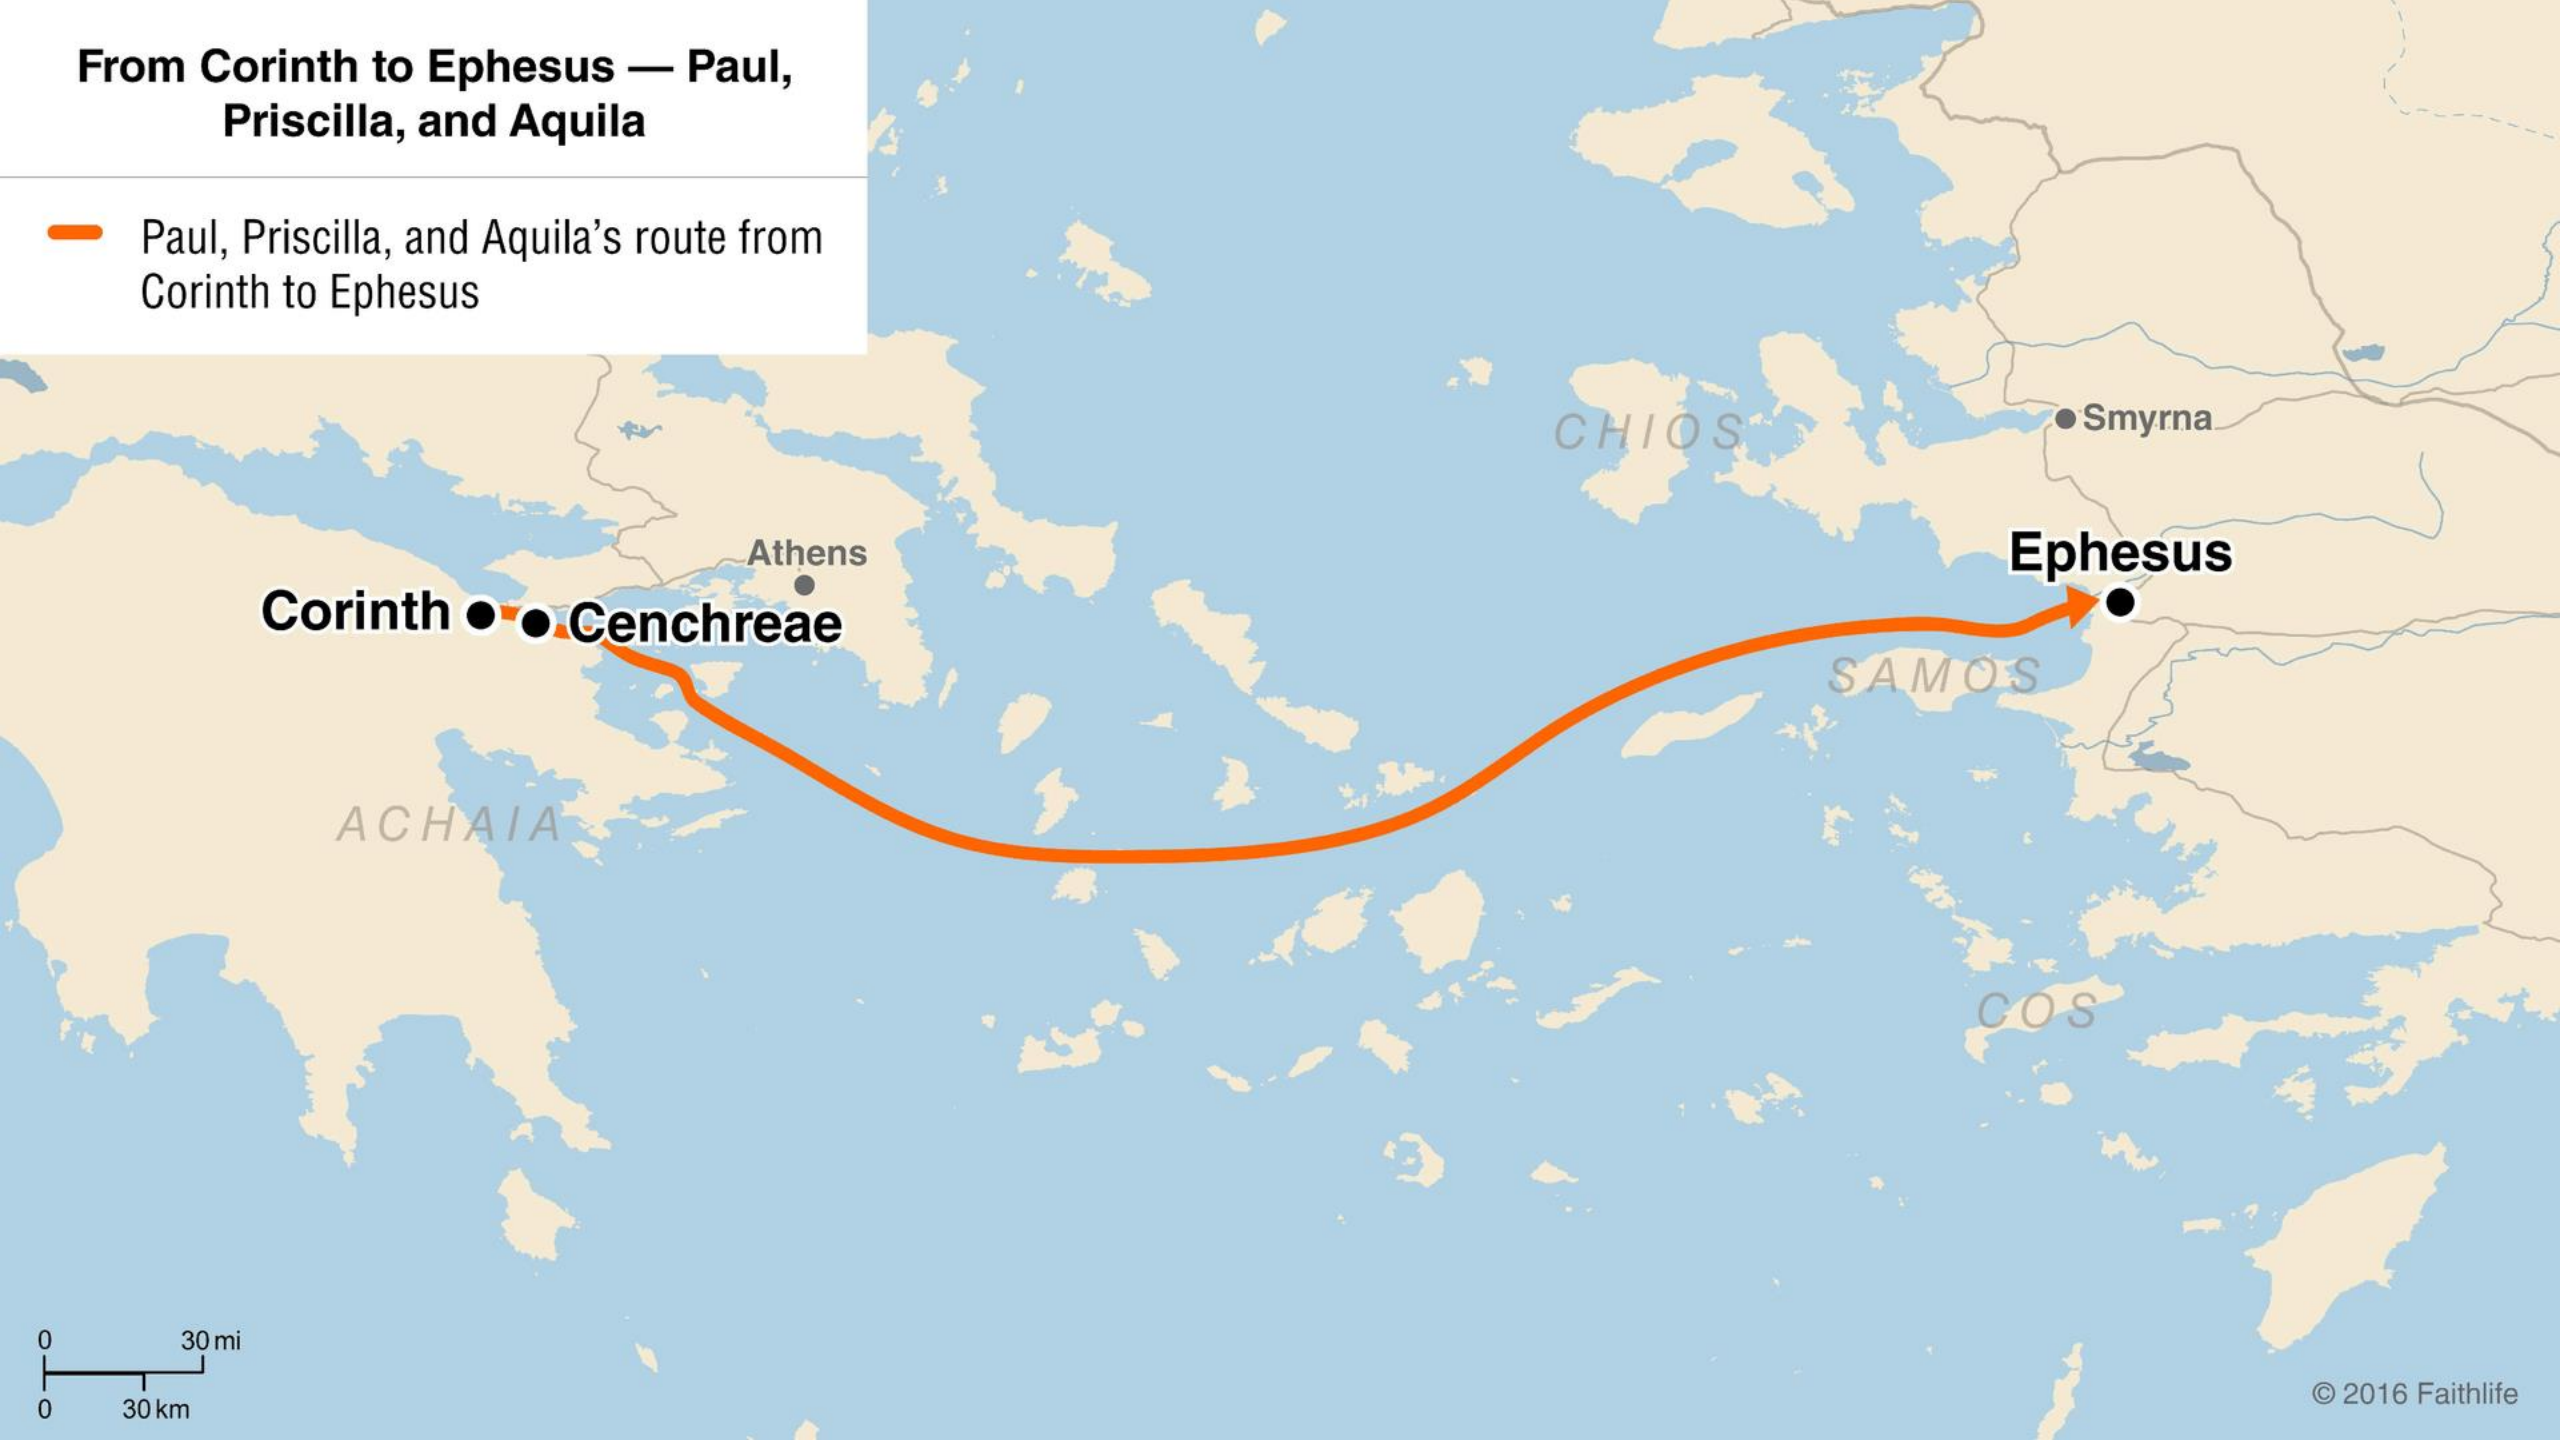 From Corinth to Ephesus — Paul,
Priscilla, and Aquila
Paul, Priscilla, and Aquila’s route from
Corinth to Ephesus
CHIOS
Smyrna
Athens
Ephesus
Corinth
Cenchreae
SAMOS
ACHAIA
COS
0 30 mi
0 30 km
© 2016 Faithlife